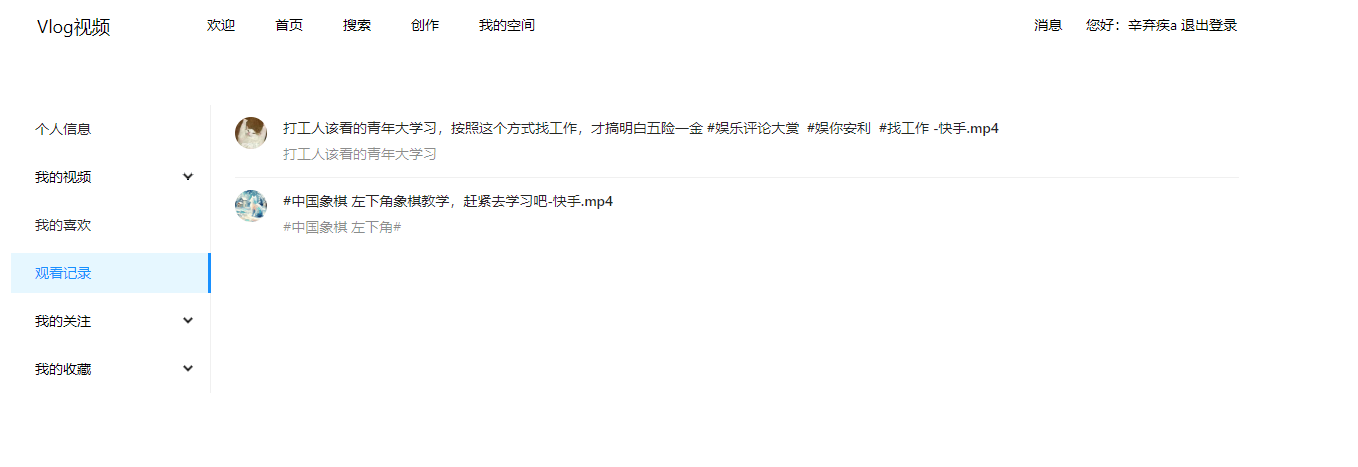 Vlog视频 欢迎 首页 搜索 创作 我的空间 消息 您好：辛弃疾a 退出登录
个人信息
我的视频
我的喜欢
观看记录
我的关注
我的收藏
打工人该看的青年大学习，按照这个方式找工作，才搞明白五险一金 #娱乐评论大赏 #娱你安利 #找工作 -快手.mp4
打工人该看的青年大学习
#中国象棋 左下角象棋教学，赶紧去学习吧-快手.mp4
#中国象棋 左下角#